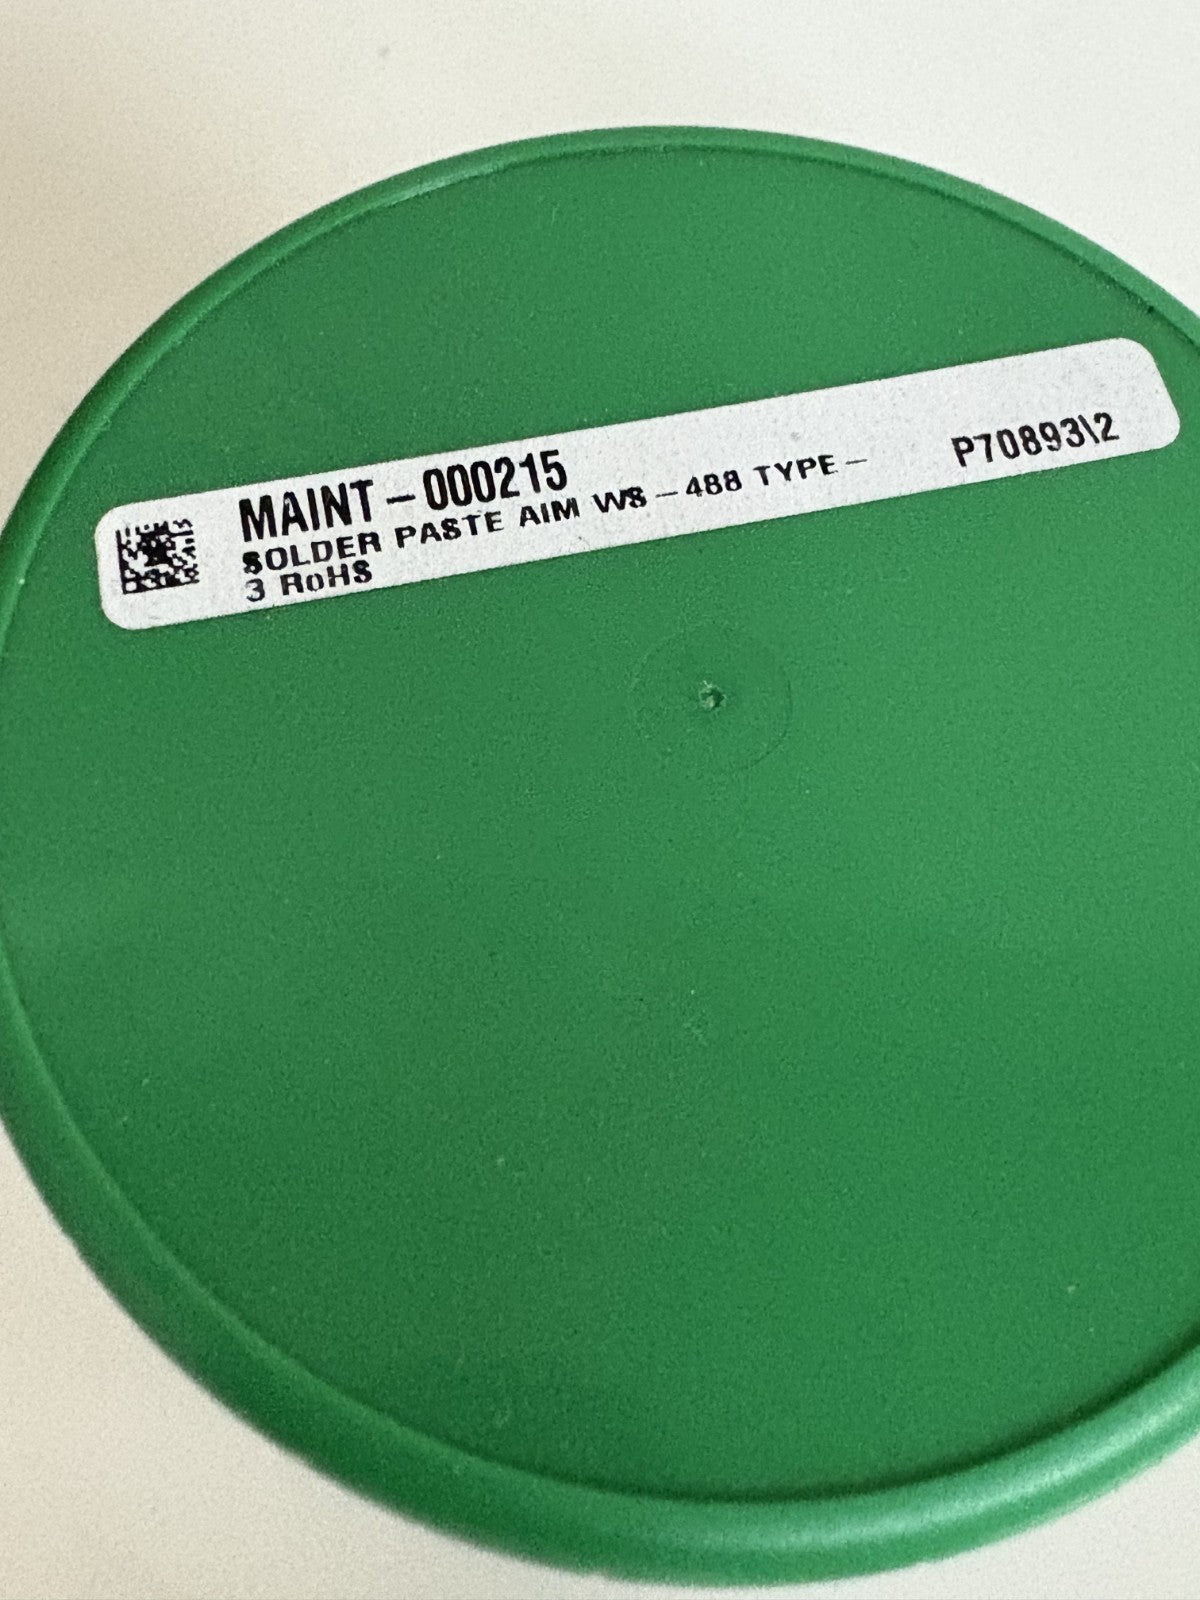 MAINT-000215
SOLDER PASTE AIM WS-488 TYPE-
3 RoHS
P70893\2